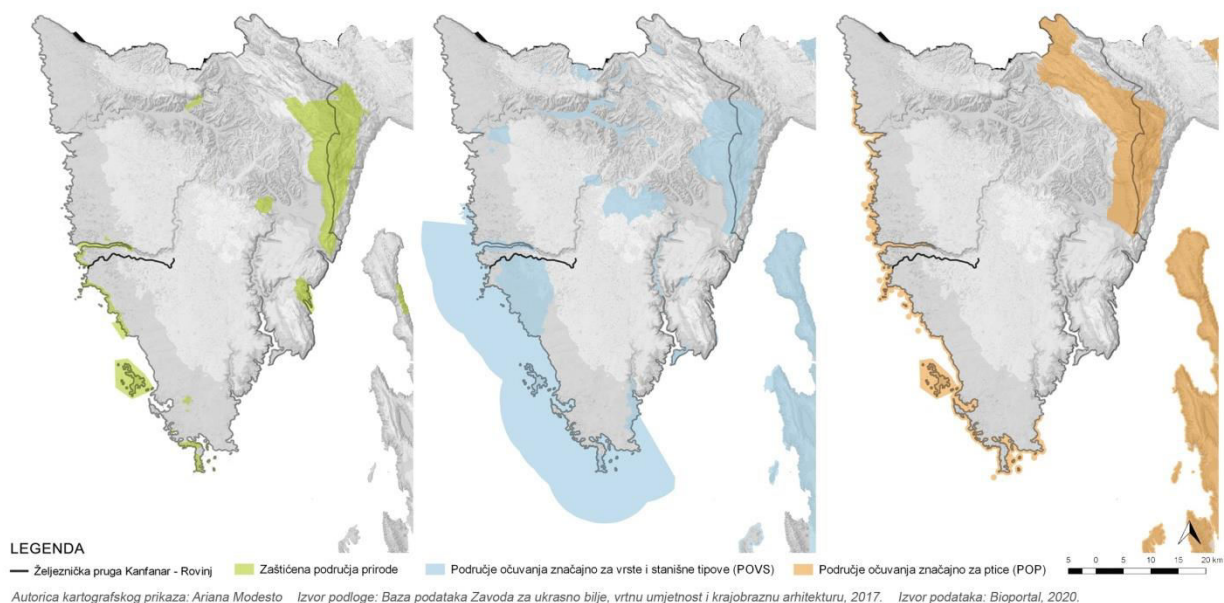 LEGENDA
Željeznička pruga Kanfanar - Rovinj Zaštićena područja prirode Područje očuvanja značajno za vrste i stanišne tipove (POVS) Područje očuvanja značajno za ptice (POP) 5 0 5 10 15 20 km
Autorica kartografskog prikaza: Ariana Modesto Izvor podloge: Baza podataka Zavoda za ukrasno bilje, vrtnu umjetnost i krajobraznu arhitekturu, 2017. Izvor podataka: Bioportal, 2020.